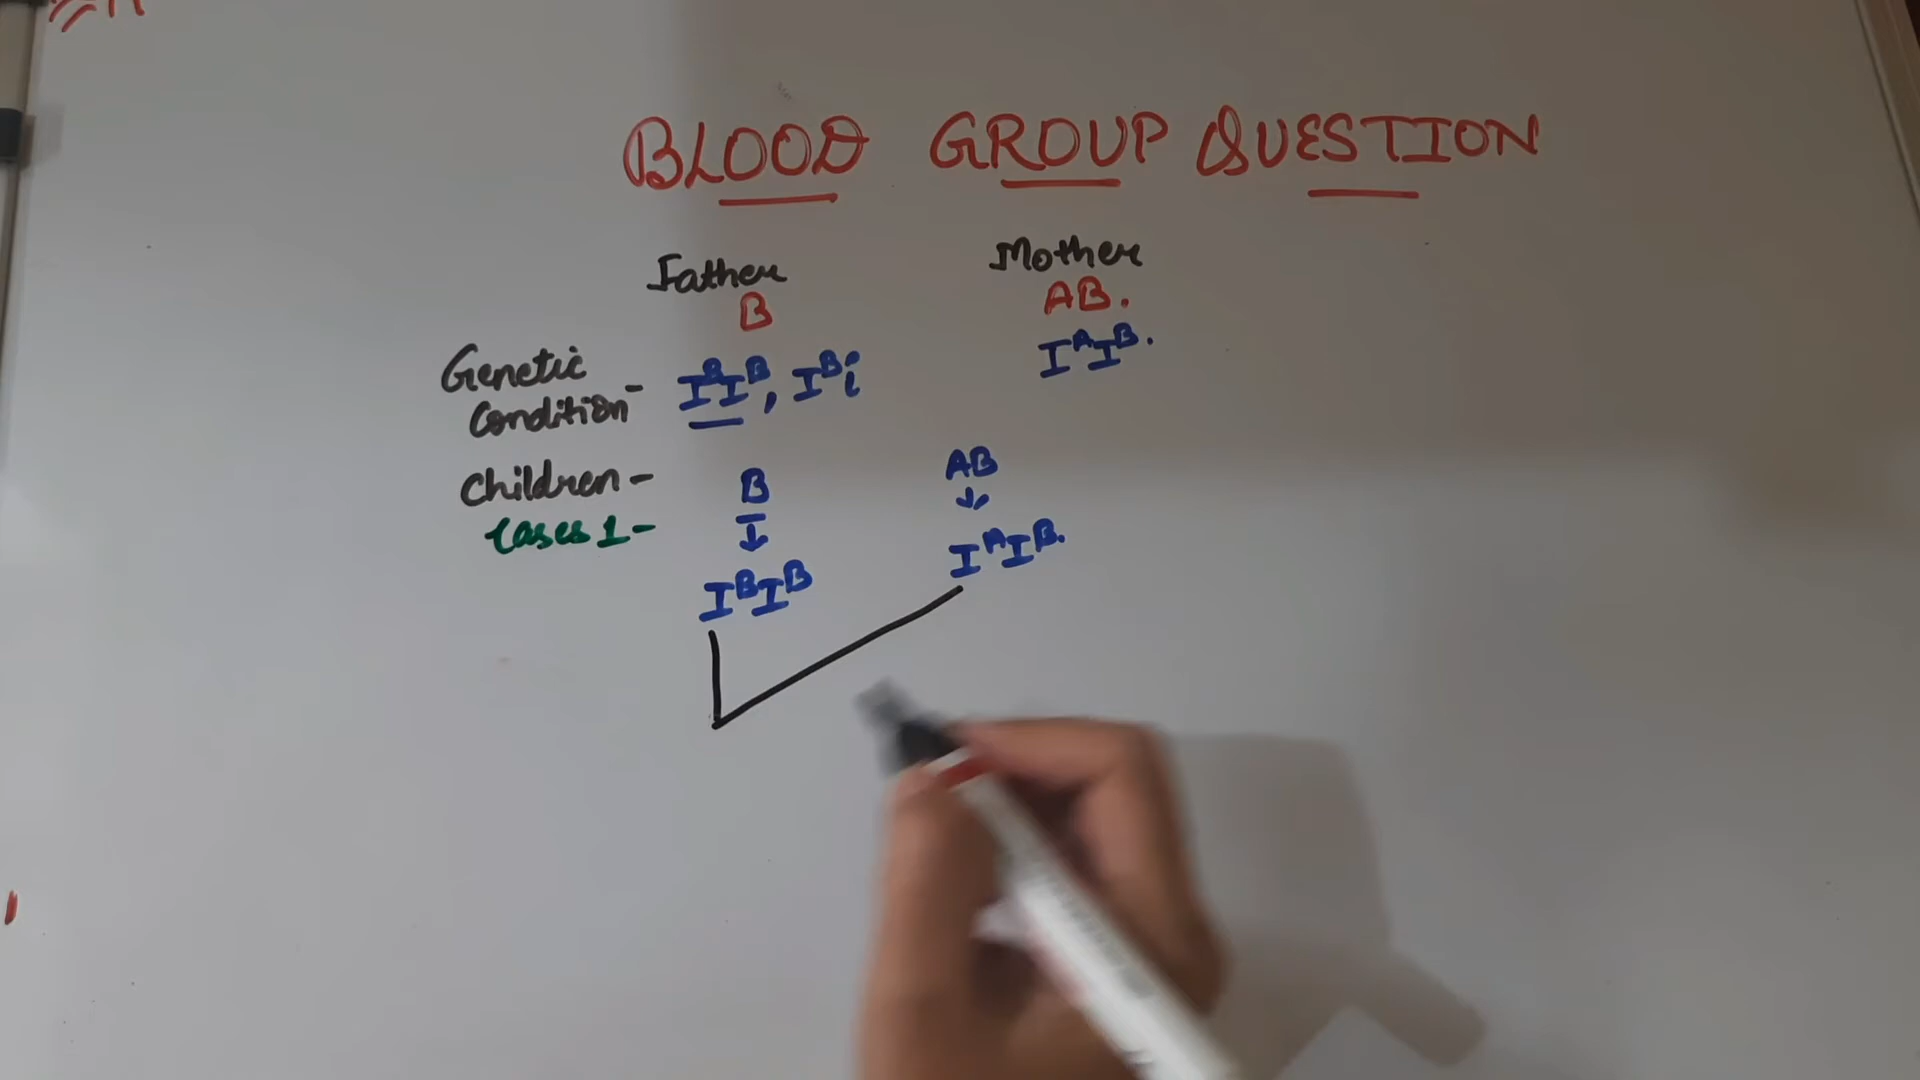 BLOOD GROUP QUESTION
Father Mother
B AB.
Genetic Condition- IᴮIᴮ, Iᴮi IᴬIᴮ.
Children- B AB
Cases 1-
IᴮIᴮ IᴬIᴮ.